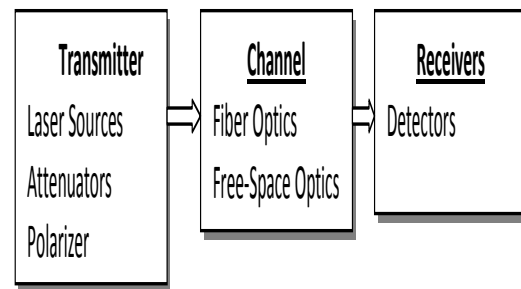 Transmitter
Laser Sources
Attenuators
Polarizer
Channel
Fiber Optics
Free-Space Optics
Receivers
Detectors